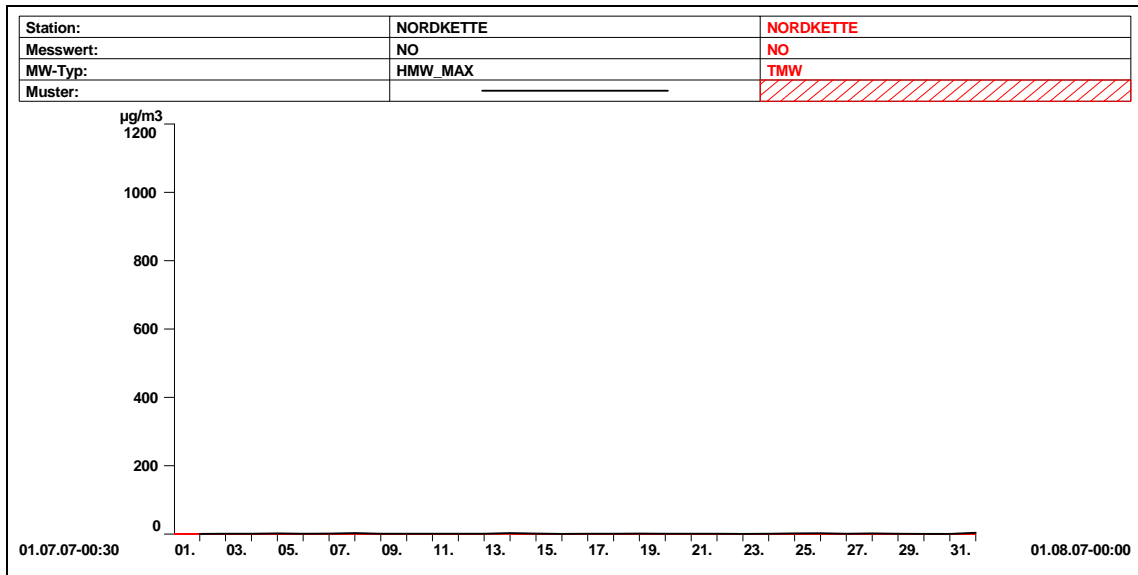 Station: NORDKETTE NORDKETTE
Messwert: NO NO
MW-Typ: HMW_MAX TMW
Muster:
µg/m3
1200
1000
800
600
400
200
0
01.07.07-00:30 01. 03. 05. 07. 09. 11. 13. 15. 17. 19. 21. 23. 25. 27. 29. 31. 01.08.07-00:00